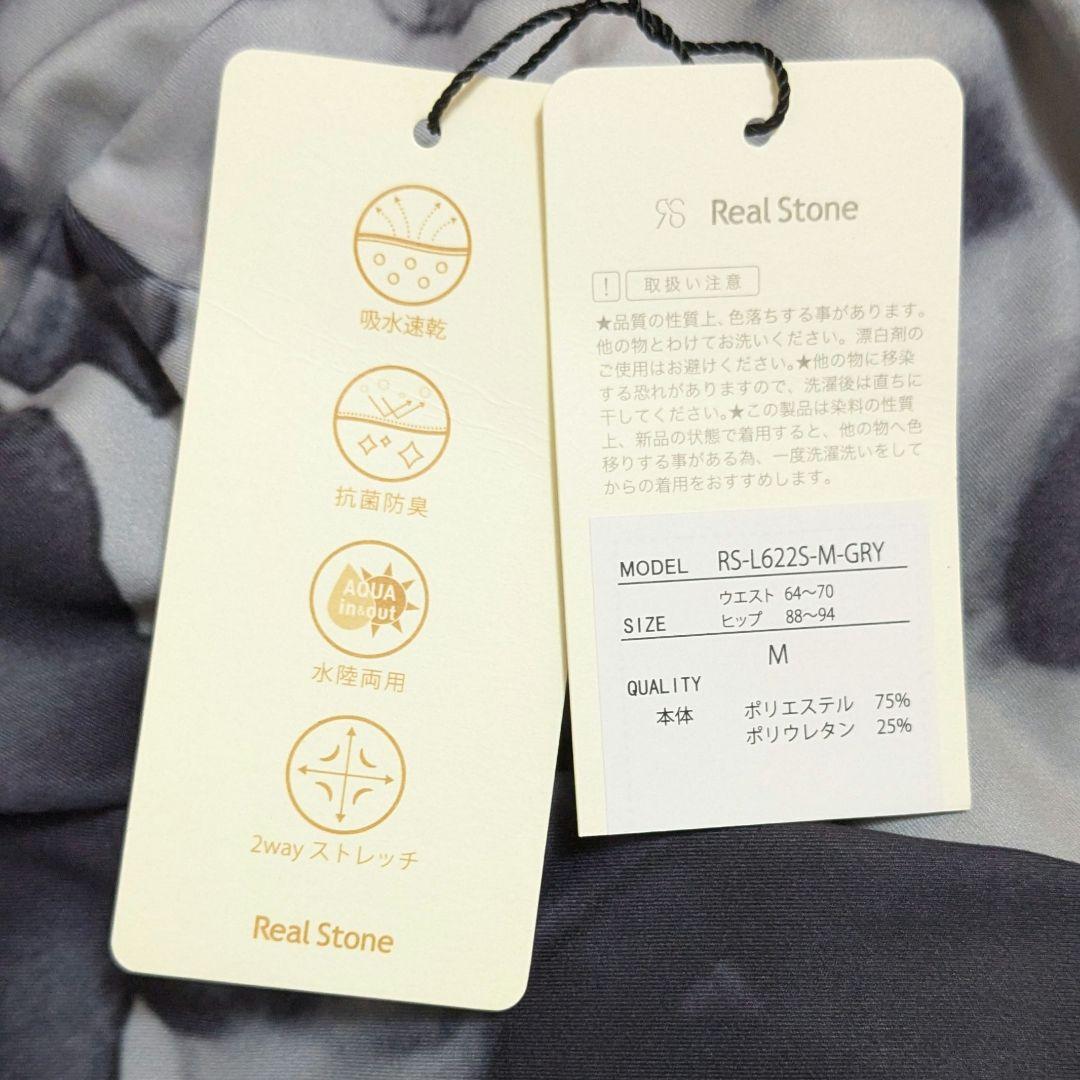 吸水速乾
抗菌防臭
AQUA
in&out
水陸両用
2way ストレッチ
Real Stone
RS Real Stone
! 取扱い注意
★品質の性質上、色落ちする事があります。
他の物とわけてお洗いください。漂白剤の
ご使用はお避けください。★他の物に移染
する恐れがありますので、洗濯後は直ちに
干してください。★この製品は染料の性質
上、新品の状態で着用すると、他の物へ色
移りする事がある為、一度洗濯洗いをして
からの着用をおすすめします。
MODEL RS-L622S-M-GRY
ウエスト 64〜70
SIZE ヒップ 88〜94
M
QUALITY
本体 ポリエステル 75%
ポリウレタン 25%